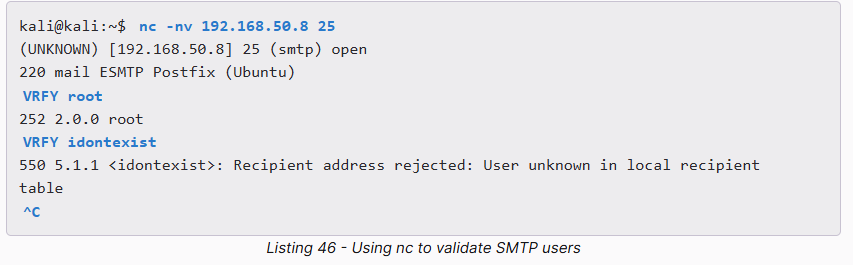 kali@kali:~$ nc -nv 192.168.50.8 25
(UNKNOWN) [192.168.50.8] 25 (smtp) open
220 mail ESMTP Postfix (Ubuntu)
VRFY root
252 2.0.0 root
VRFY idontexist
550 5.1.1 <idontexist>: Recipient address rejected: User unknown in local recipient
table
^C
Listing 46 - Using nc to validate SMTP users